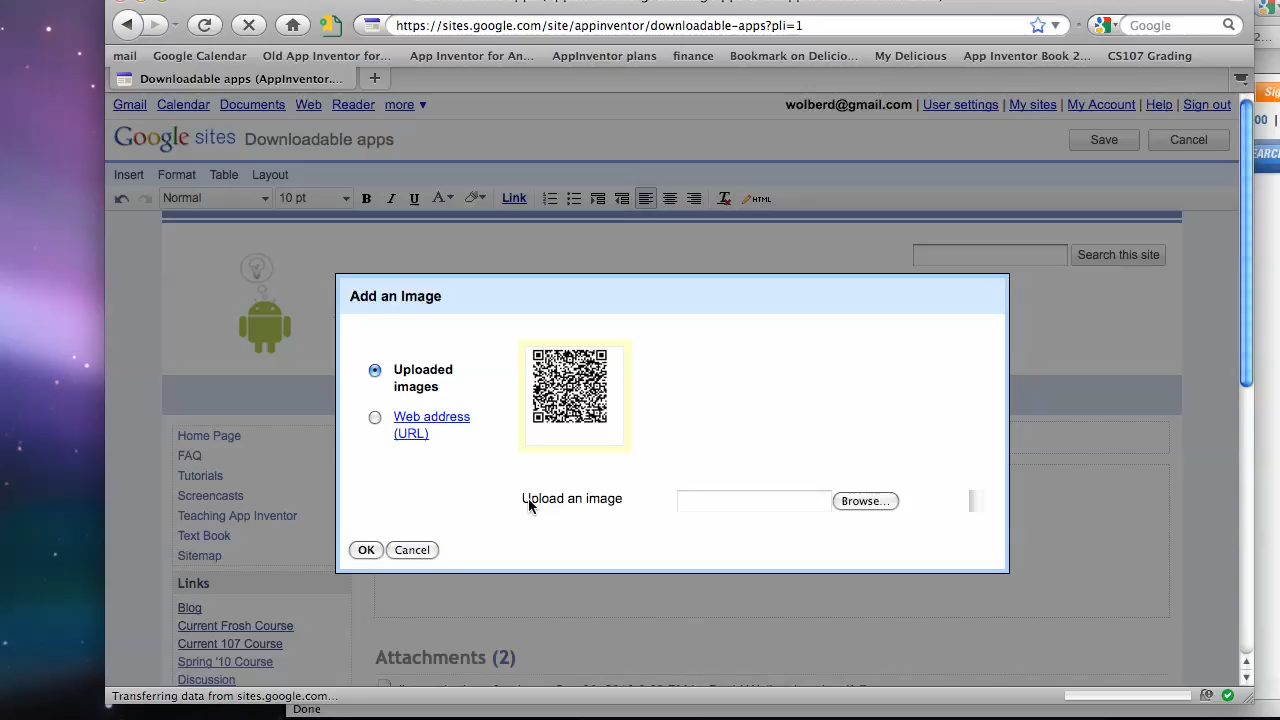 https://sites.google.com/site/appinventor/downloadable-apps?pli=1
Google
mail Google Calendar Old App Inventor for... App Inventor for An... AppInventor plans finance Bookmark on Delicio... My Delicious App Inventor Book 2... CS107 Grading
Downloadable apps (AppInventor....
Gmail Calendar Documents Web Reader more ▼ wolberd@gmail.com | User settings | My sites | My Account | Help | Sign out
Google sites Downloadable apps Save Cancel
Insert Format Table Layout
Normal 10 pt B I U A Link HTML
Search this site
Add an Image
Uploaded
images
Web address
(URL)
Upload an image Browse...
OK Cancel
Home Page
FAQ
Tutorials
Screencasts
Teaching App Inventor
Text Book
Sitemap
Links
Blog
Current Frosh Course
Current 107 Course
Spring '10 Course
Discussion
Attachments (2)
Transferring data from sites.google.com...
Done